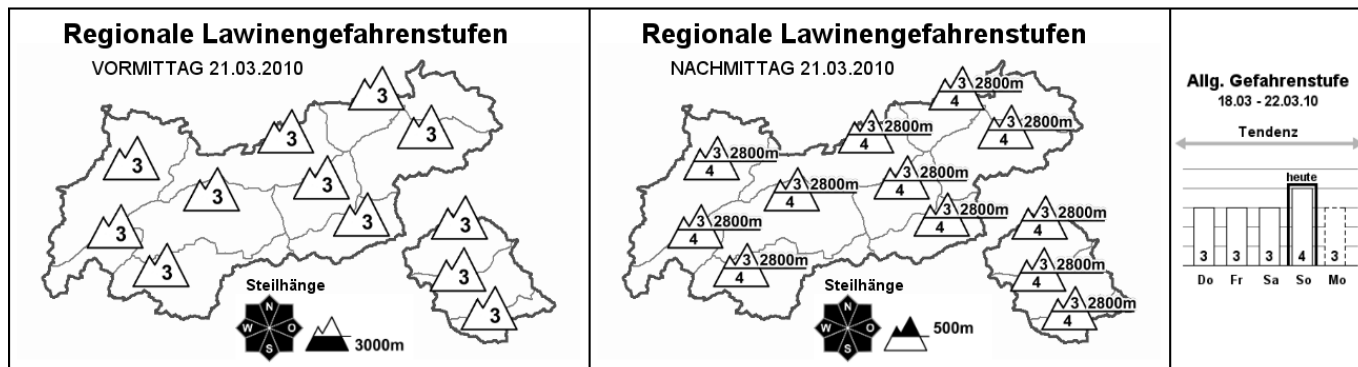 Regionale Lawinengefahrenstufen
VORMITTAG 21.03.2010
3
3
3
3
3
3
3
3
3
3
3
3
Steilhänge
N
W O
S
3000m
Regionale Lawinengefahrenstufen
NACHMITTAG 21.03.2010
3 2800m
4
3 2800m
4
3 2800m
4
3 2800m
4
3 2800m
4
3 2800m
4
3 2800m
4
3 2800m
4
3 2800m
4
3 2800m
4
3 2800m
4
3 2800m
4
Steilhänge
N
W O
S
500m
Allg. Gefahrenstufe
18.03 - 22.03.10
Tendenz
heute
3 3 3 4 3
Do Fr Sa So Mo